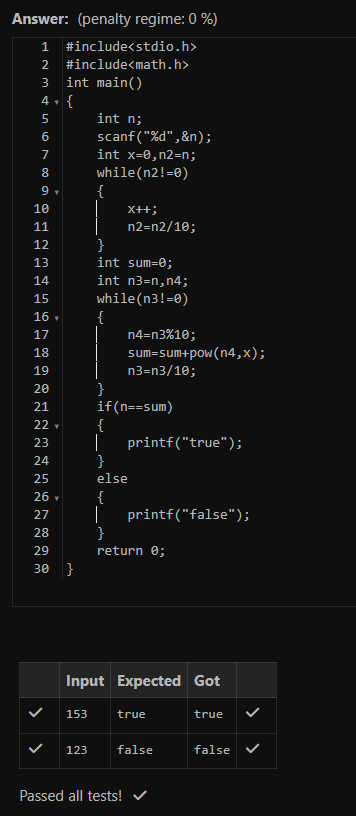 Answer: (penalty regime: 0 %)
1 #include<stdio.h>
2 #include<math.h>
3 int main()
4 {
5     int n;
6     scanf("%d",&n);
7     int x=0,n2=n;
8     while(n2!=0)
9     {
10         x++;
11         n2=n2/10;
12     }
13     int sum=0;
14     int n3=n,n4;
15     while(n3!=0)
16     {
17         n4=n3%10;
18         sum=sum+pow(n4,x);
19         n3=n3/10;
20     }
21     if(n==sum)
22     {
23         printf("true");
24     }
25     else
26     {
27         printf("false");
28     }
29     return 0;
30 }
Input Expected Got
153 true true
123 false false
Passed all tests!